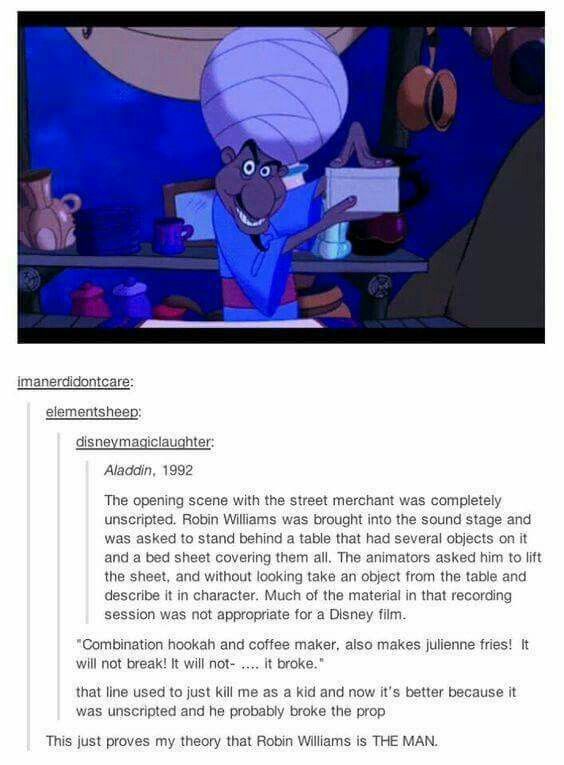 imanerdidontcare:
elementsheep:
disneymagiclaughter:
Aladdin, 1992
The opening scene with the street merchant was completely
unscripted. Robin Williams was brought into the sound stage and
was asked to stand behind a table that had several objects on it
and a bed sheet covering them all. The animators asked him to lift
the sheet, and without looking take an object from the table and
describe it in character. Much of the material in that recording
session was not appropriate for a Disney film.
"Combination hookah and coffee maker, also makes julienne fries! It
will not break! It will not- .... it broke."
that line used to just kill me as a kid and now it's better because it
was unscripted and he probably broke the prop
This just proves my theory that Robin Williams is THE MAN.